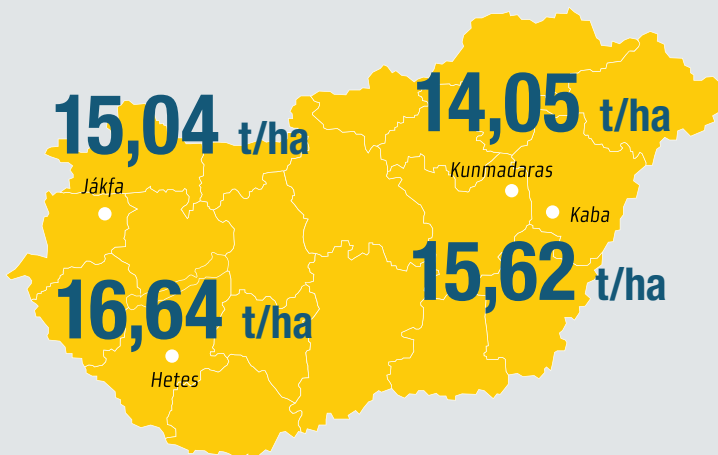 15,04 t/ha
Jákfa
14,05 t/ha
Kunmadaras
Kaba
15,62 t/ha
16,64 t/ha
Hetes